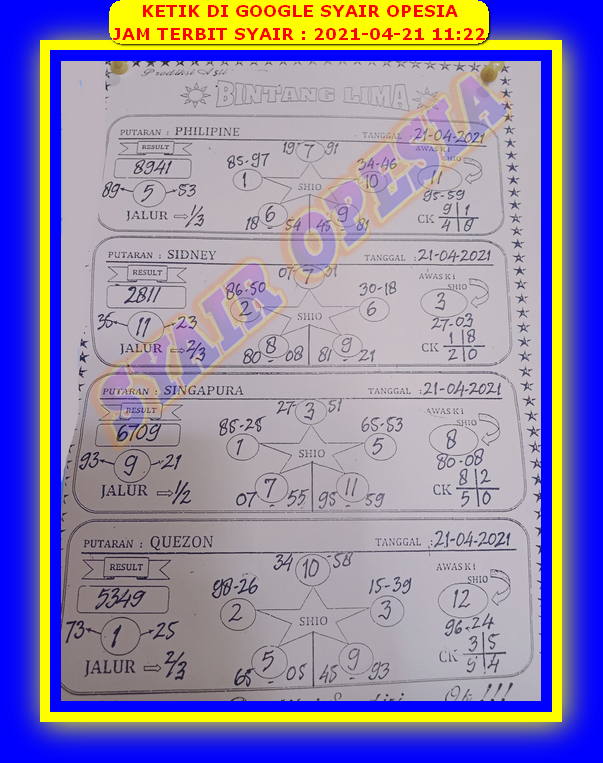 KETIK DI GOOGLE SYAIR OPESIA
JAM TERBIT SYAIR : 2021-04-21 11:22
Prediksi Asli
BINTANG LIMA
SYAIR OPESIA
PUTARAN : PHILIPINE TANGGAL : 21-04-2021
RESULT
8941
89 5 53
JALUR 1/3
19 7 91
85-97
1
34-46
10
SHIO
6
18 - 54
9
45 - 81
AWAS Ki
SHIO
11
95-59
CK 9 1
4 0
PUTARAN : SIDNEY TANGGAL : 21-04-2021
RESULT
2811
35 11 23
JALUR 2/3
07 7 31
86-50
2
30-18
6
SHIO
8
80 - 08
9
81 - 21
AWAS Ki
SHIO
3
27-03
CK 1 8
2 0
PUTARAN : SINGAPURA TANGGAL : 21-04-2021
RESULT
6709
93 9 21
JALUR 1/2
27 3 51
85-25
1
65-53
5
SHIO
7
07 - 55
11
95 - 59
AWAS Ki
SHIO
8
80-08
CK 8 2
5 0
PUTARAN : QUEZON TANGGAL : 21-04-2021
RESULT
5349
73 1 25
JALUR 2/3
34 10 58
98-26
2
15-39
3
SHIO
5
65 - 05
9
45 - 93
AWAS Ki
SHIO
12
96-24
CK 3 5
9 4